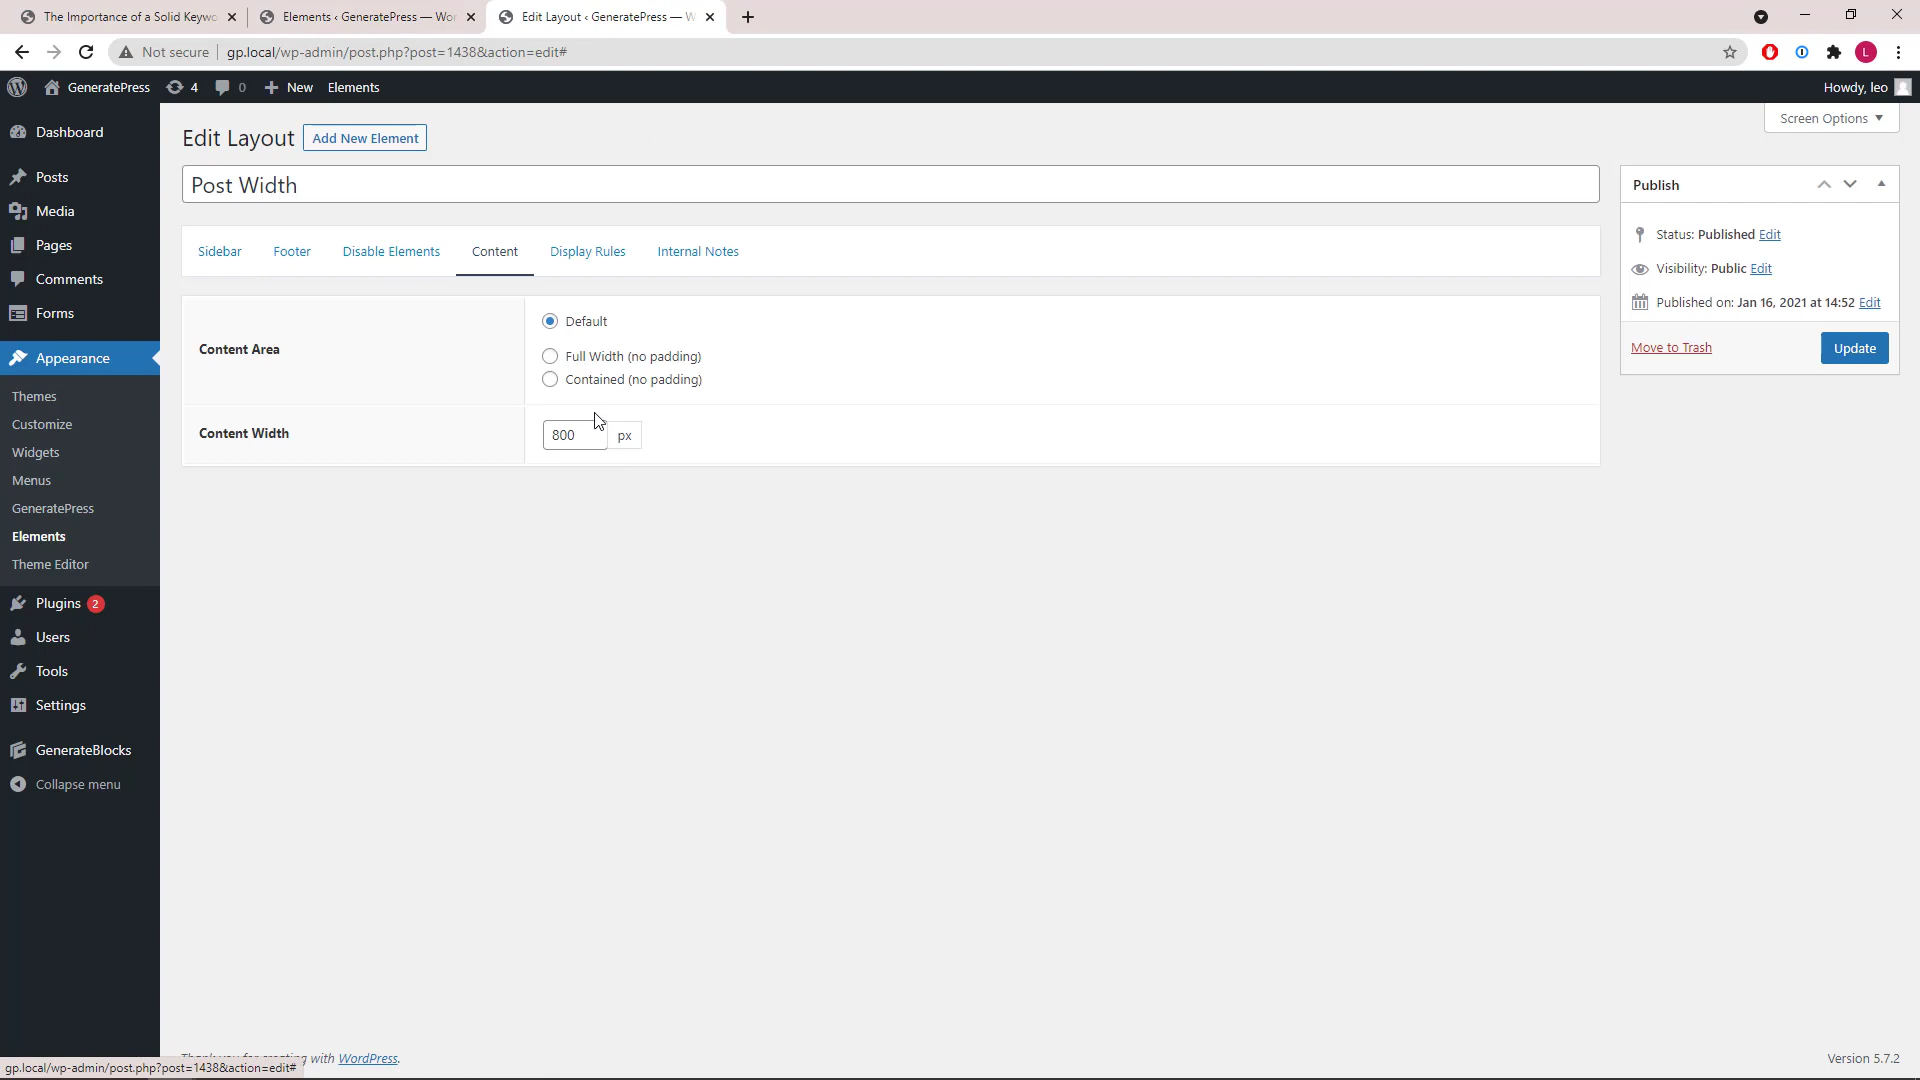 The Importance of a Solid Keywo
Elements ‹ GeneratePress — Wor
Edit Layout ‹ GeneratePress — W
Not secure
gp.local/wp-admin/post.php?post=1438&action=edit#
L
GeneratePress
4
0
New
Elements
Howdy, leo
Screen Options
Dashboard
Posts
Media
Pages
Comments
Forms
Appearance
Themes
Customize
Widgets
Menus
GeneratePress
Elements
Theme Editor
Plugins 2
Users
Tools
Settings
GenerateBlocks
Collapse menu
Edit Layout
Add New Element
Post Width
Sidebar
Footer
Disable Elements
Content
Display Rules
Internal Notes
Content Area
Default
Full Width (no padding)
Contained (no padding)
Content Width
800 px
Publish
Status: Published Edit
Visibility: Public Edit
Published on: Jan 16, 2021 at 14:52 Edit
Move to Trash
Update
Thank you for creating with WordPress.
Version 5.7.2
gp.local/wp-admin/post.php?post=1438&action=edit#